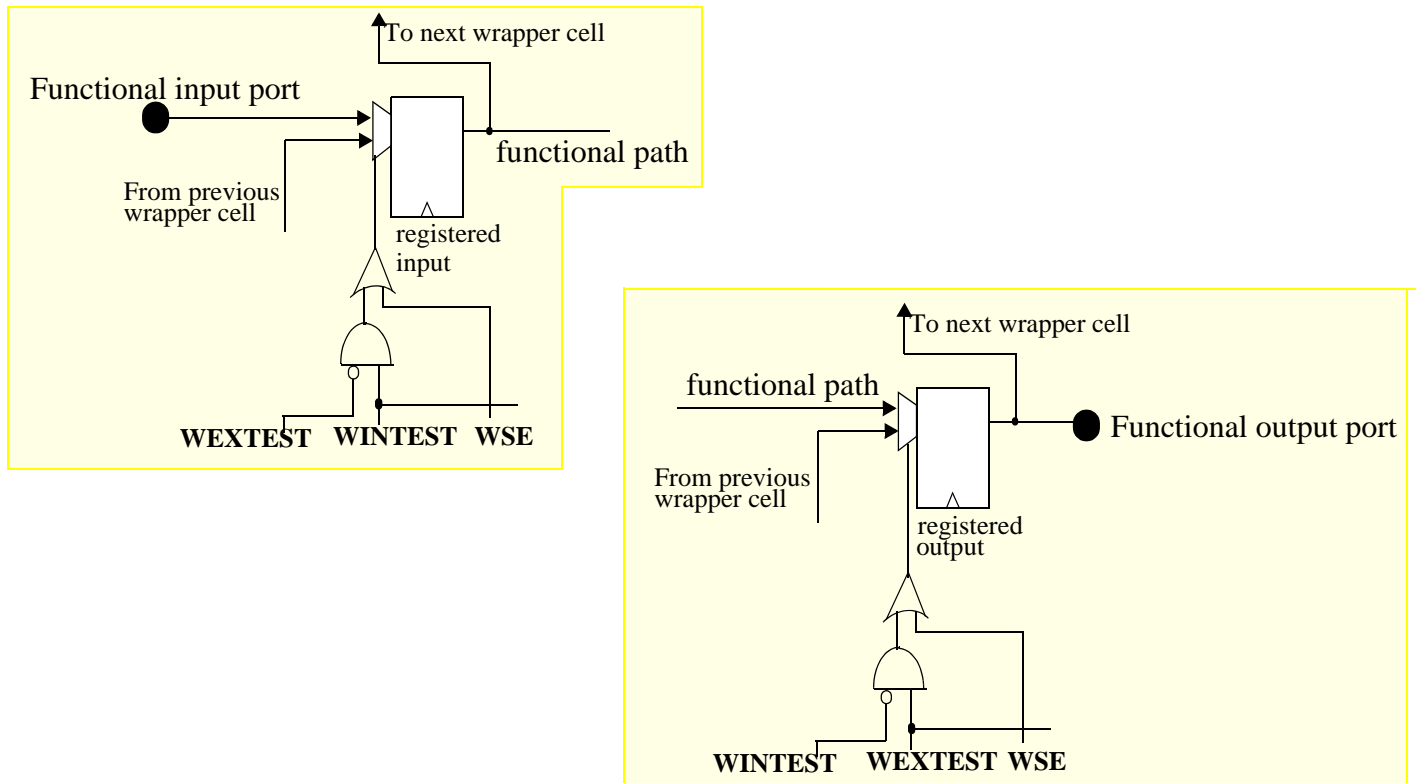 To next wrapper cell
Functional input port
functional path
From previous
wrapper cell
registered
input
WEXTEST WINTEST WSE
To next wrapper cell
functional path
Functional output port
From previous
wrapper cell
registered
output
WINTEST WEXTEST WSE